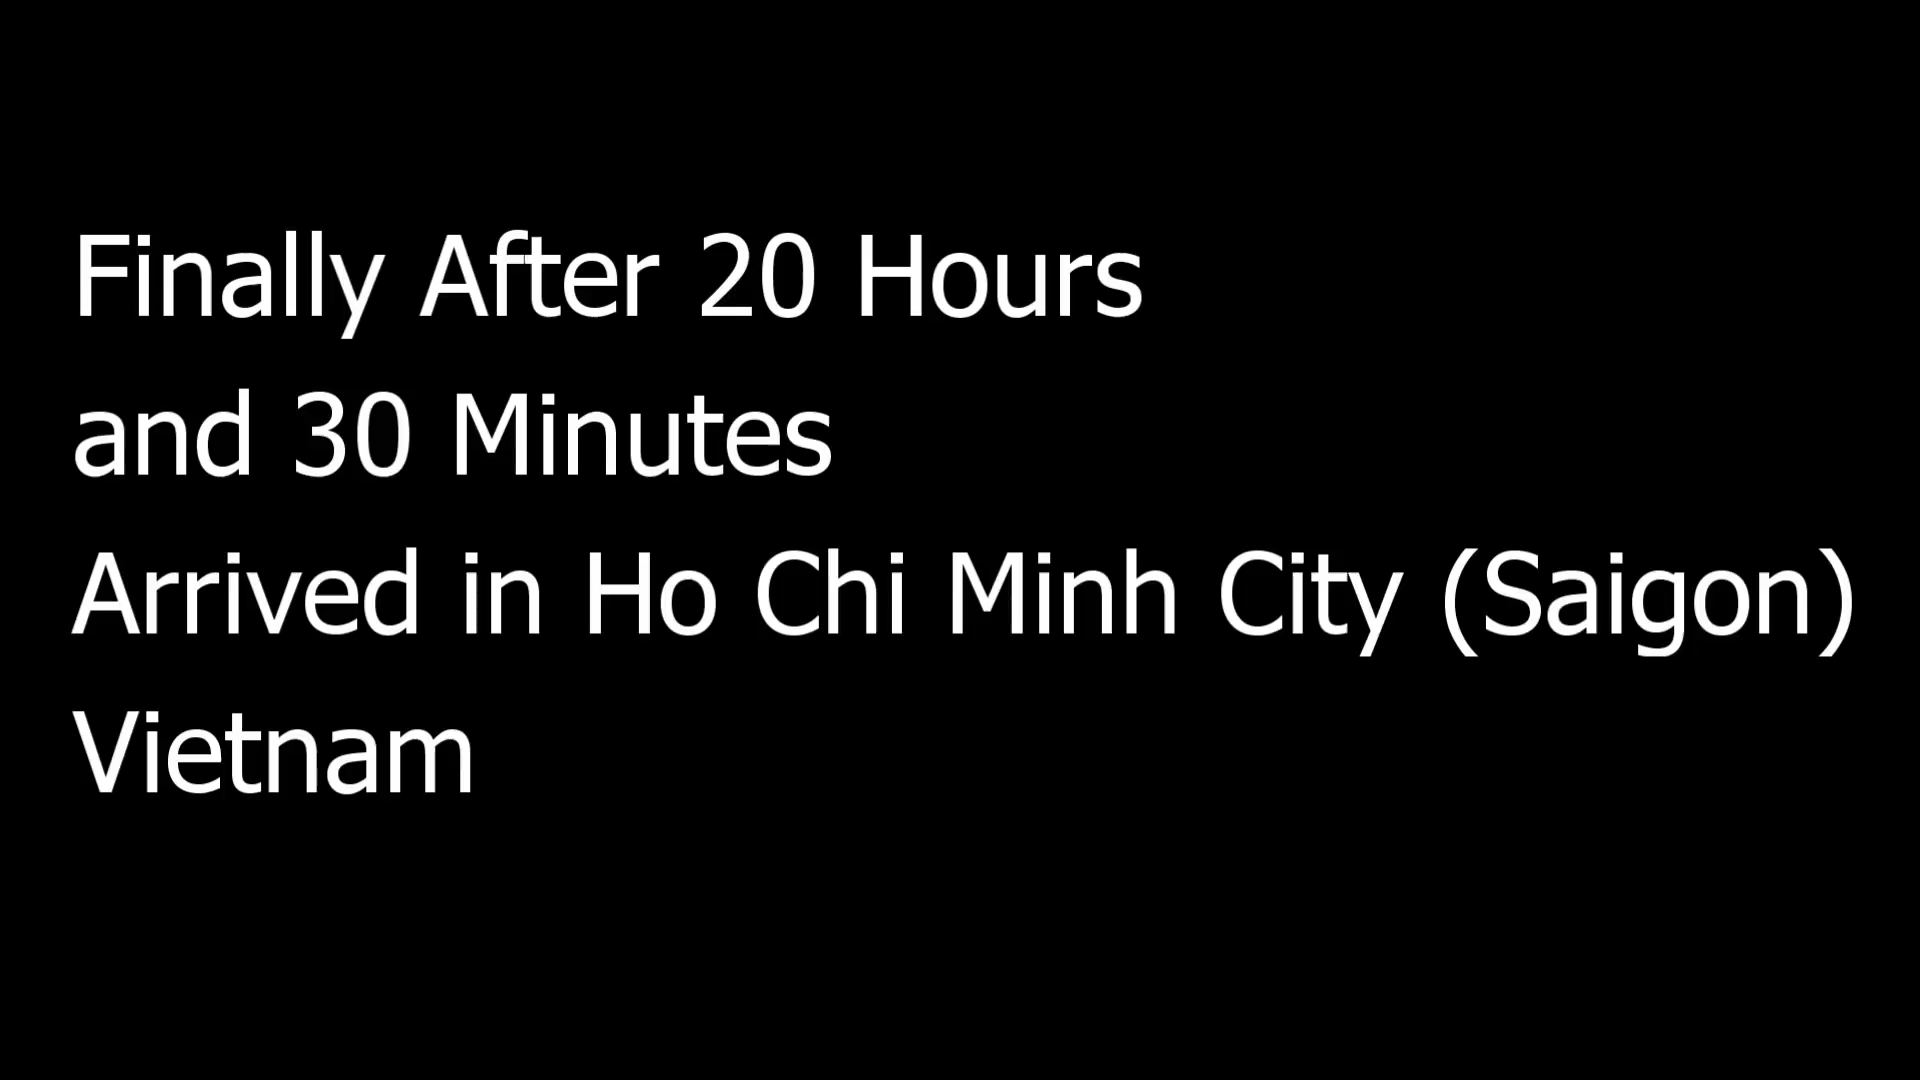 Finally After 20 Hours
and 30 Minutes
Arrived in Ho Chi Minh City (Saigon)
Vietnam